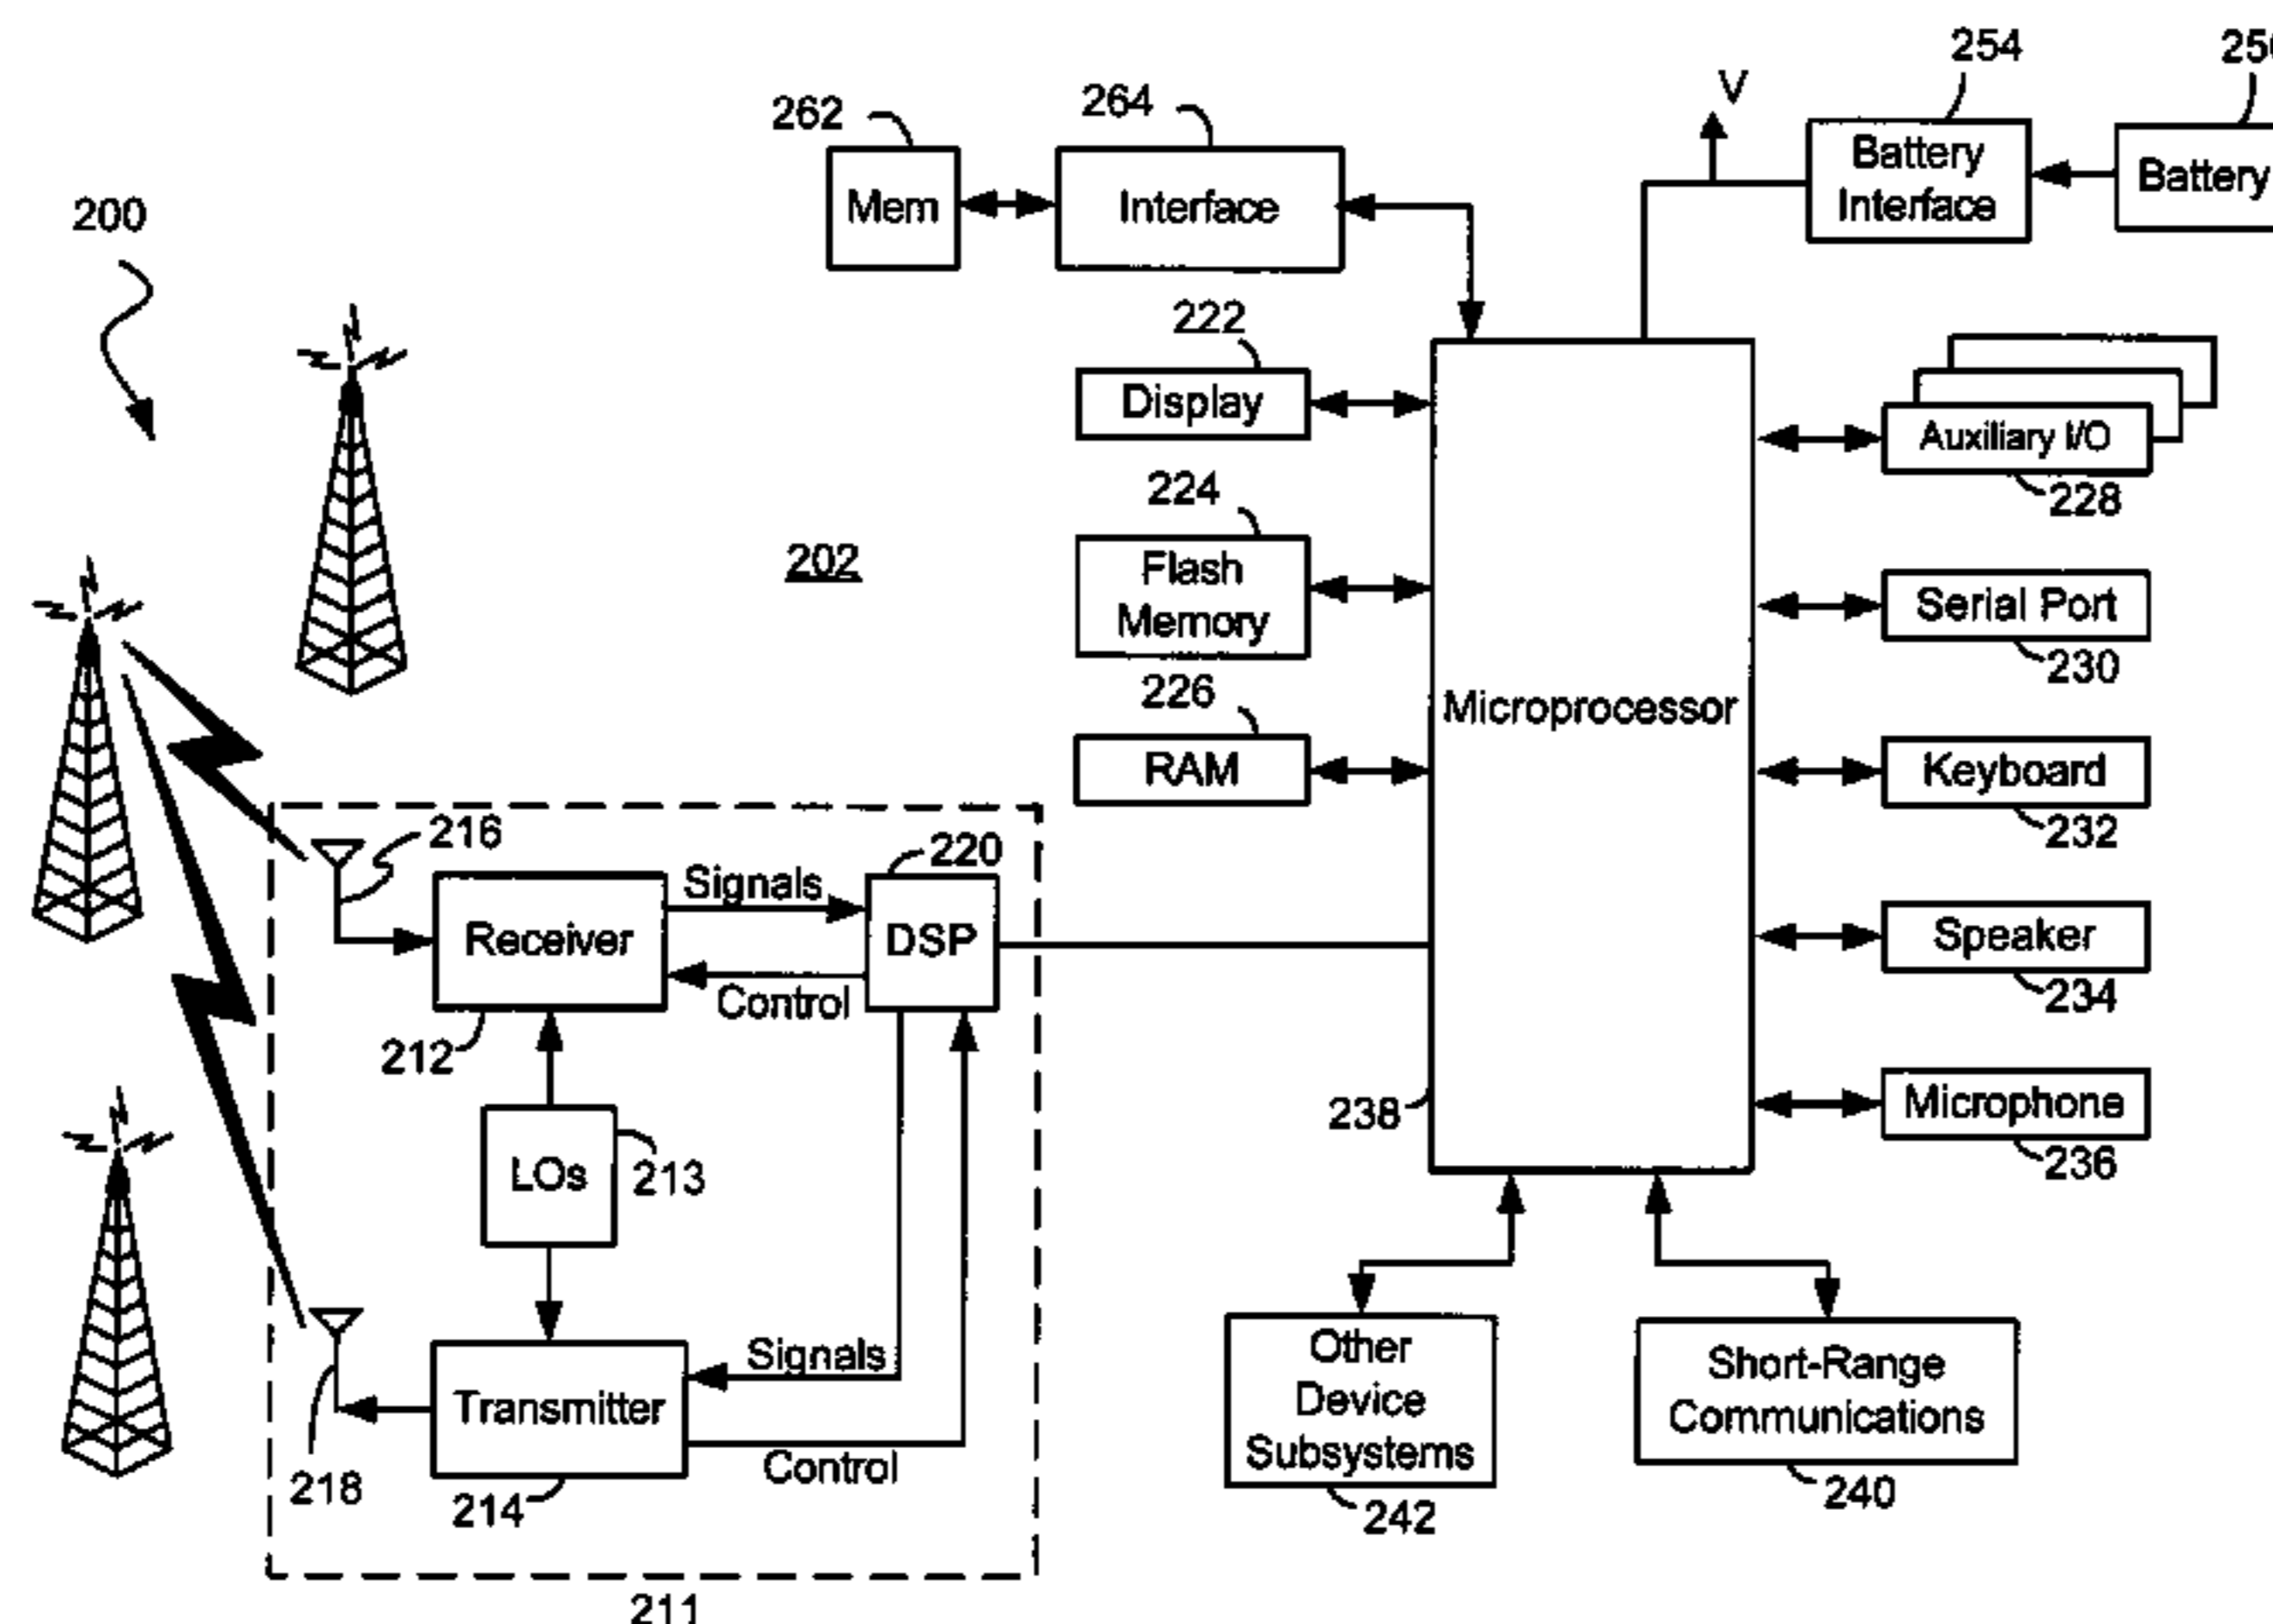 254
250
V
262
264
Battery
Interface
Battery
Mem
Interface
200
222
Display
Auxiliary I/O
228
224
202
Flash
Memory
Serial Port
230
226
Microprocessor
RAM
Keyboard
232
216
220
Signals
Receiver
DSP
Speaker
Control
234
212
238
Microphone
LOs
213
236
Signals
Other
Device
Subsystems
Short-Range
Communications
Transmitter
Control
218
214
242
240
211